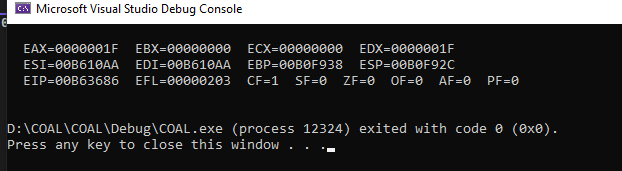 Microsoft Visual Studio Debug Console
EAX=0000001F EBX=00000000 ECX=00000000 EDX=0000001F
ESI=00B610AA EDI=00B610AA EBP=00B0F938 ESP=00B0F92C
EIP=00B63686 EFL=00000203 CF=1 SF=0 ZF=0 OF=0 AF=0 PF=0
D:\COAL\COAL\Debug\COAL.exe (process 12324) exited with code 0 (0x0).
Press any key to close this window . . .